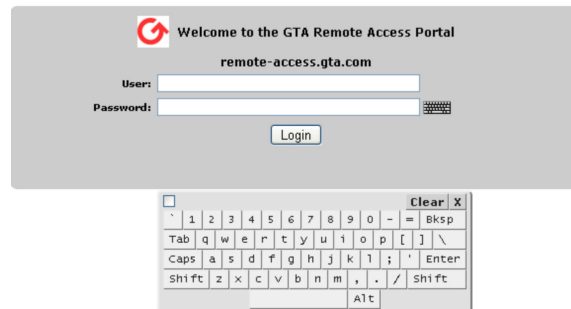 Welcome to the GTA Remote Access Portal
remote-access.gta.com
User:
Password:
Login
Clear X
` 1 2 3 4 5 6 7 8 9 0 - = Bksp
Tab q w e r t y u i o p [ ] \
Caps a s d f g h j k l ; ' Enter
Shift z x c v b n m , . / Shift
Alt